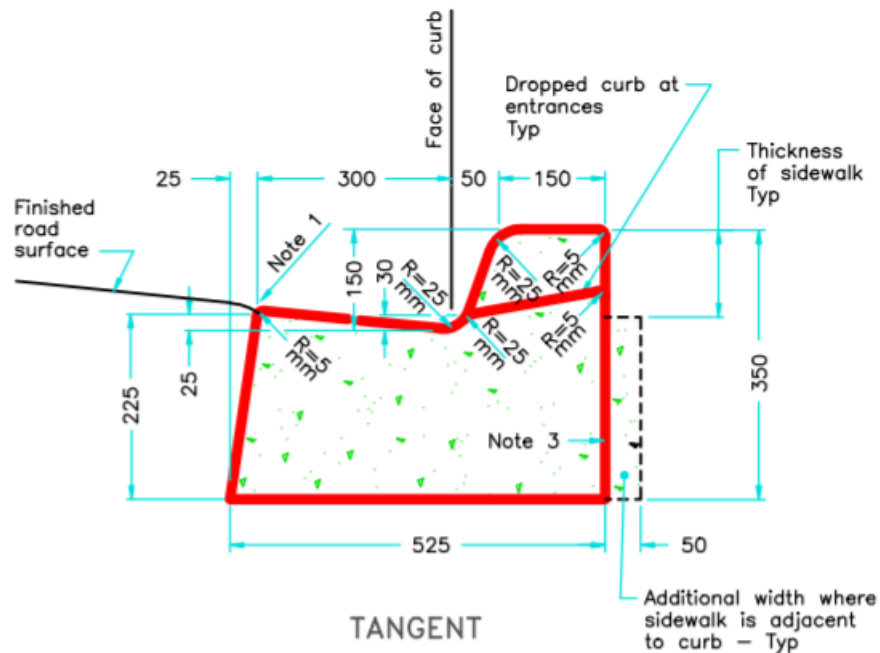 Face of curb
Dropped curb at
entrances
Typ
Thickness
of sidewalk
Typ
25
300
50
150
Finished
road
surface
Note 1
150
30
R=25
mm
R=25
mm
R=5
mm
R=5
mm
R=25
mm
R=5
mm
225
25
350
Note 3
525
50
Additional width where
sidewalk is adjacent
to curb – Typ
TANGENT